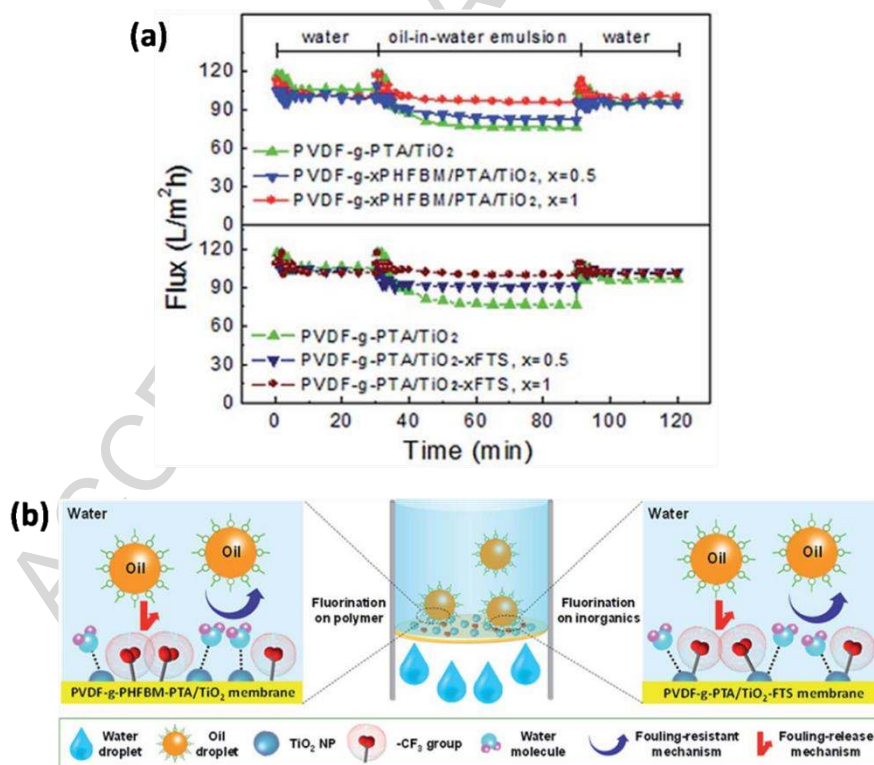 (a)
water oil-in-water emulsion water
120
90
60
30
0
PVDF-g-PTA/TiO₂
PVDF-g-xPHFBM/PTA/TiO₂, x=0.5
PVDF-g-xPHFBM/PTA/TiO₂, x=1
Flux (L/m²h)
120
90
60
30
0
PVDF-g-PTA/TiO₂
PVDF-g-PTA/TiO₂-xFTS, x=0.5
PVDF-g-PTA/TiO₂-xFTS, x=1
0 20 40 60 80 100 120
Time (min)
(b)
Water
Oil
Oil
PVDF-g-PHFBM-PTA/TiO₂ membrane
Fluorination
on polymer
Fluorination
on inorganics
Water
Oil
Oil
PVDF-g-PTA/TiO₂-FTS membrane
Water
droplet
Oil
droplet
TiO₂ NP
-CF₃ group
Water
molecule
Fouling-resistant
mechanism
Fouling-release
mechanism